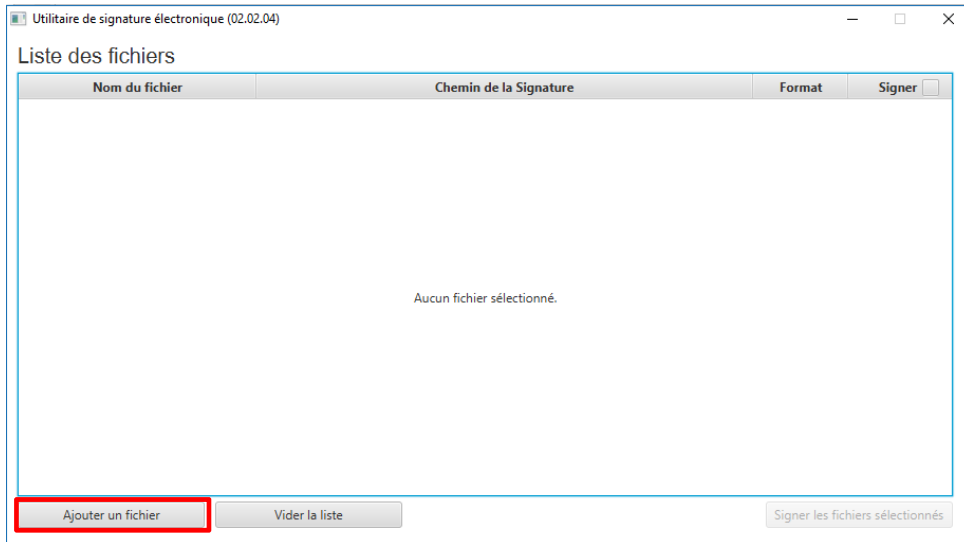 Utilitaire de signature électronique (02.02.04)
Liste des fichiers
Nom du fichier Chemin de la Signature Format Signer
Aucun fichier sélectionné.
Ajouter un fichier Vider la liste Signer les fichiers sélectionnés